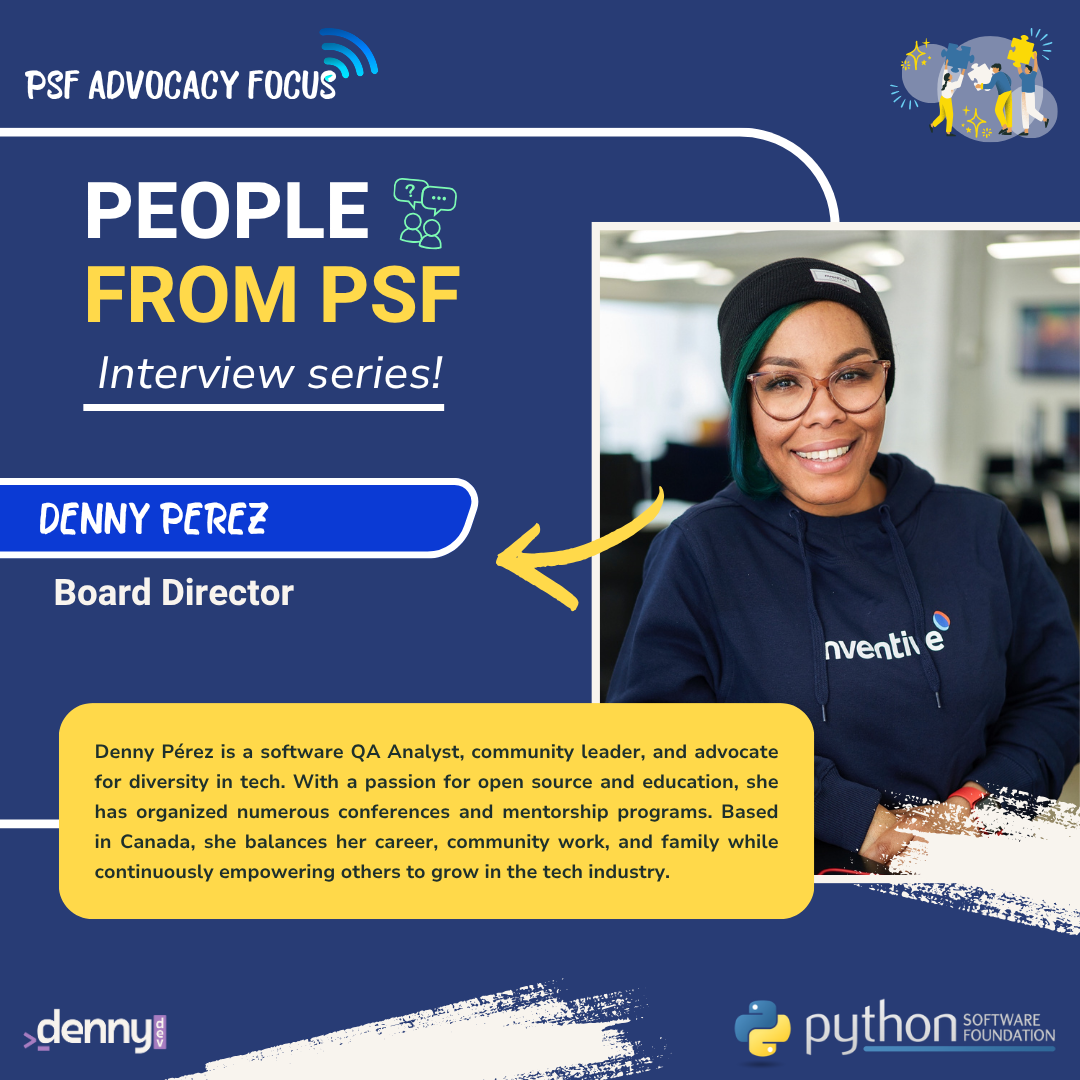 PSF ADVOCACY FOCUS
PEOPLE
FROM PSF
Interview series!
DENNY PEREZ
Board Director
inventive
nventive
Denny Pérez is a software QA Analyst, community leader, and advocate
for diversity in tech. With a passion for open source and education, she
has organized numerous conferences and mentorship programs. Based
in Canada, she balances her career, community work, and family while
continuously empowering others to grow in the tech industry.
>_denny dev
python SOFTWARE
FOUNDATION